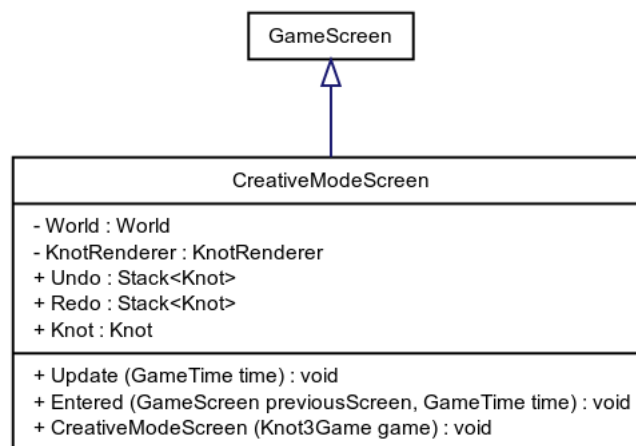 GameScreen
CreativeModeScreen
- World : World
- KnotRenderer : KnotRenderer
+ Undo : Stack<Knot>
+ Redo : Stack<Knot>
+ Knot : Knot
+ Update (GameTime time) : void
+ Entered (GameScreen previousScreen, GameTime time) : void
+ CreativeModeScreen (Knot3Game game) : void